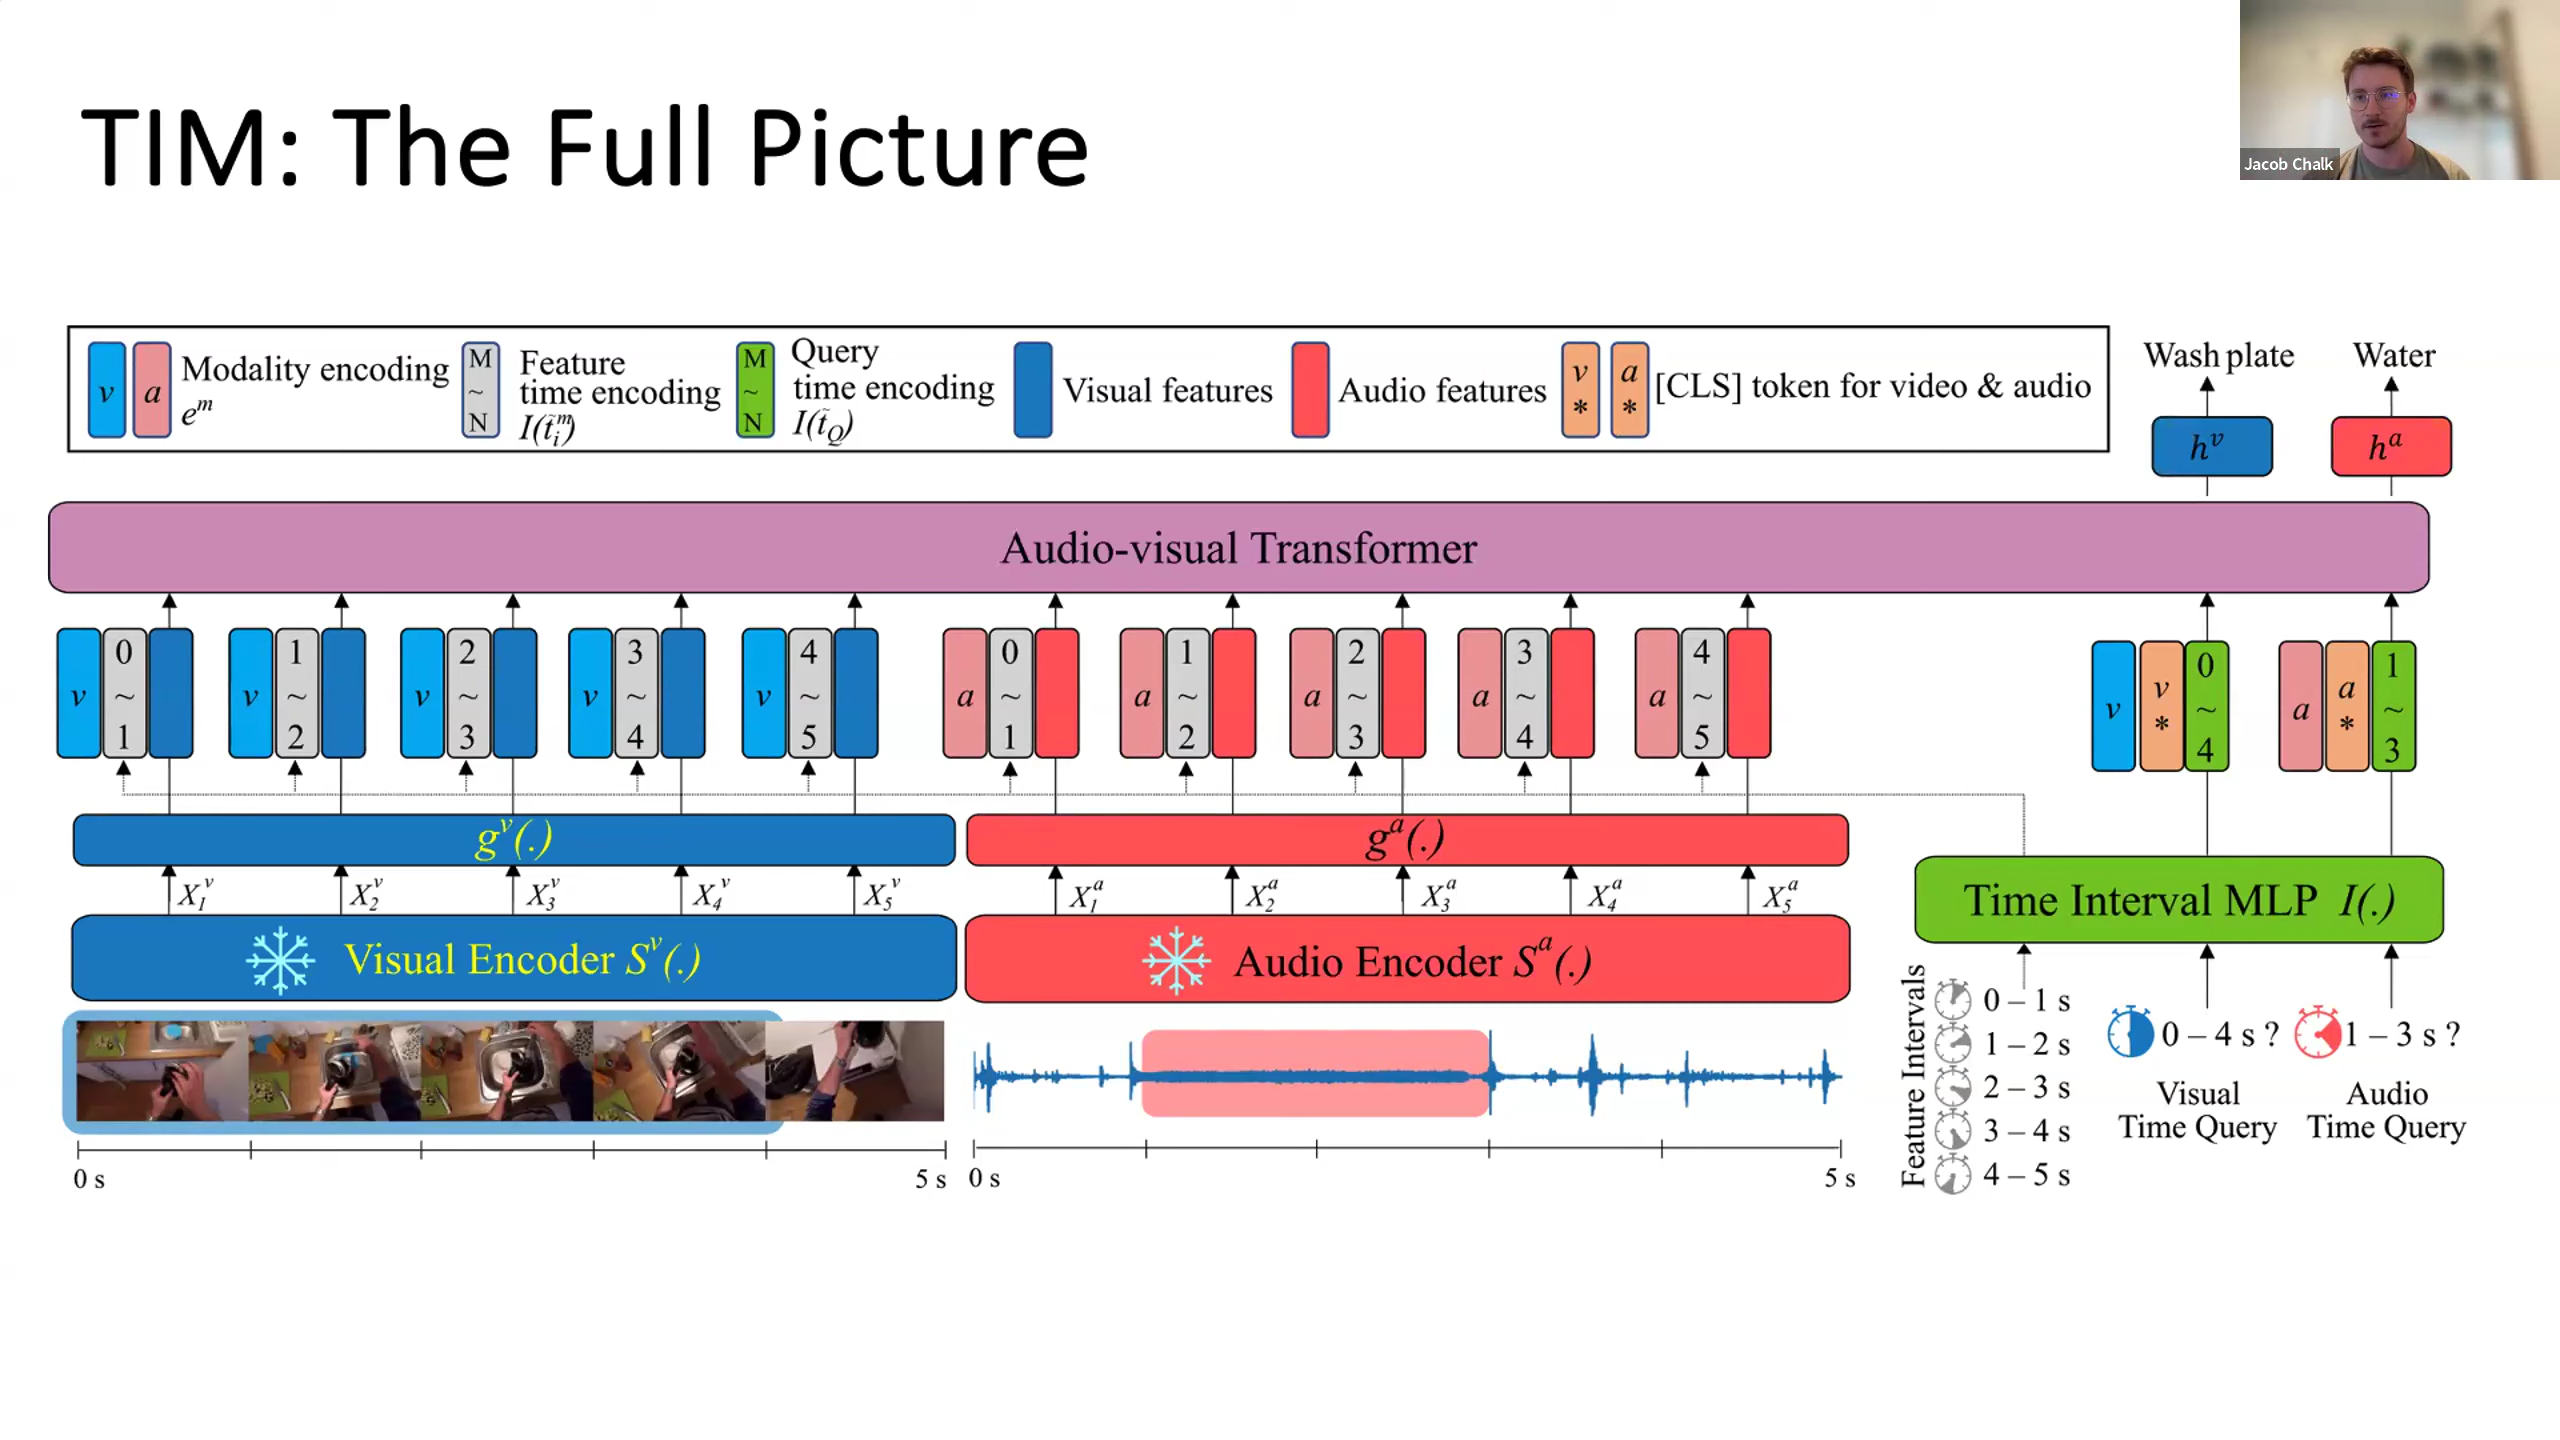 TIM: The Full Picture
Jacob Chalk
v a Modality encoding e^m
M ~ N Feature time encoding I(t̃_i^m)
M ~ N Query time encoding I(t̃_Q)
Visual features
Audio features
v * a * [CLS] token for video & audio
Wash plate Water
h^v h^a
Audio-visual Transformer
v 0 ~ 1 v 1 ~ 2 v 2 ~ 3 v 3 ~ 4 v 4 ~ 5 a 0 ~ 1 a 1 ~ 2 a 2 ~ 3 a 3 ~ 4 a 4 ~ 5 v v * 0 ~ 4 a a * 1 ~ 3
g^v(.) g^a(.)
X_1^v X_2^v X_3^v X_4^v X_5^v X_1^a X_2^a X_3^a X_4^a X_5^a
Visual Encoder S^v(.) Audio Encoder S^a(.)
Time Interval MLP I(.)
Feature Intervals
0 – 1 s
1 – 2 s
2 – 3 s
3 – 4 s
4 – 5 s
0 – 4 s ?
Visual
Time Query
1 – 3 s ?
Audio
Time Query
0 s 5 s 0 s 5 s